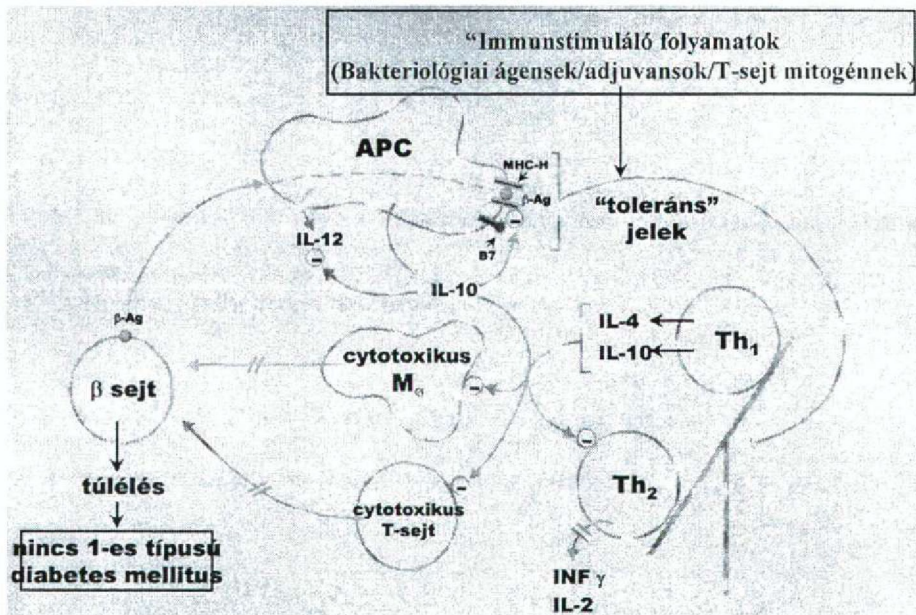 “Immunstimuláló folyamatok
(Bakteriológiai ágensek/adjuvansok/T-sejt mitogénnek)
APC
MHC-H
β-Ag
B7
“toleráns”
jelek
IL-12
IL-10
IL-4
IL-10
Th1
β-Ag
β sejt
cytotoxikus
Mφ
Th2
túlélés
cytotoxikus
T-sejt
nincs 1-es típusú
diabetes mellitus
INF γ
IL-2